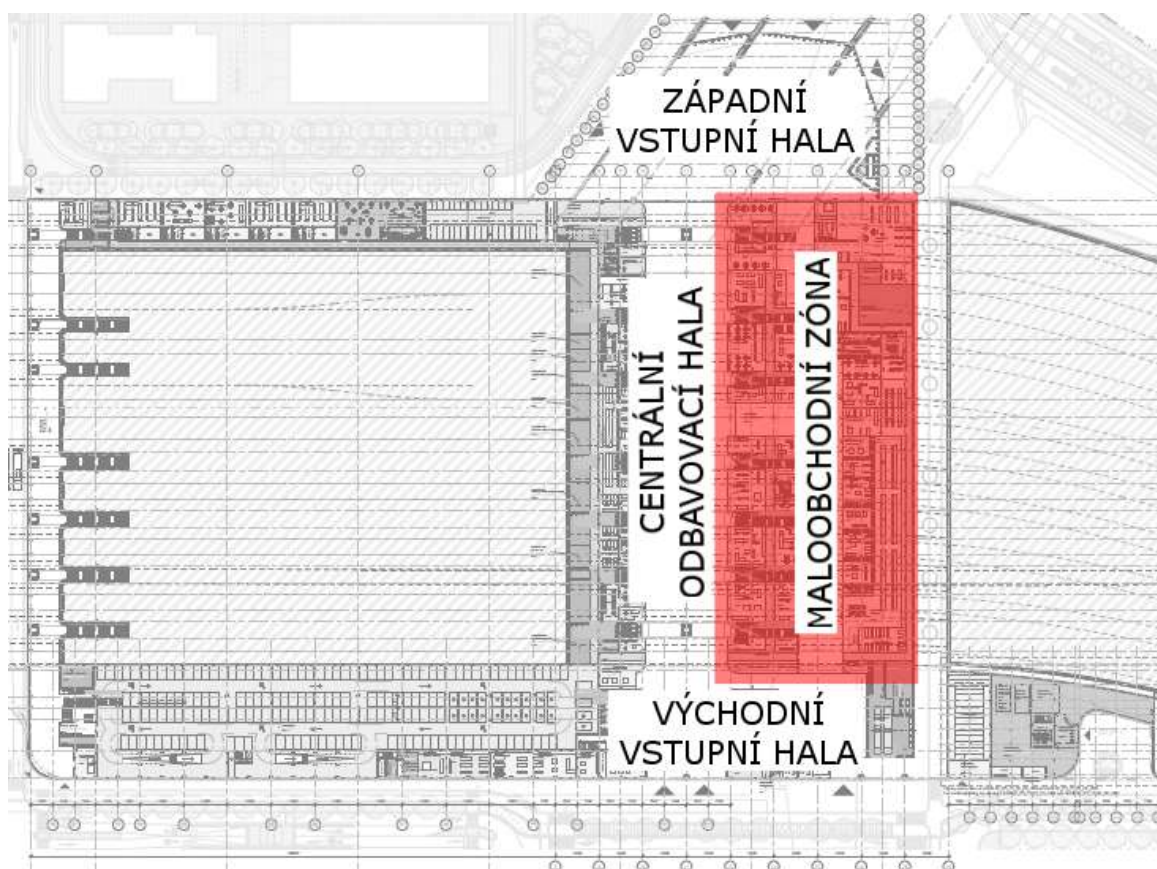 ZÁPADNÍ
VSTUPNÍ HALA
CENTRÁLNÍ
ODBAVOVACÍ HALA
MALOOBCHODNÍ ZÓNA
VÝCHODNÍ
VSTUPNÍ HALA